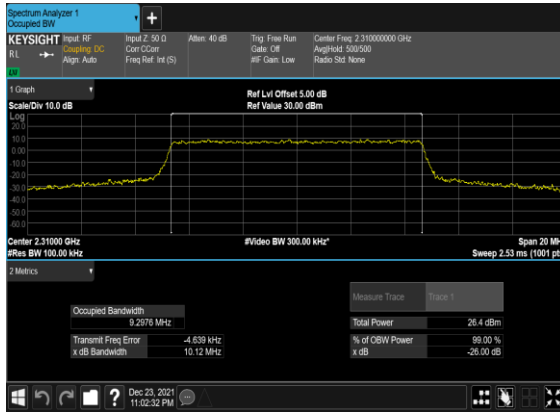 Spectrum Analyzer 1
Occupied BW
KEYSIGHT Input: RF Input Z: 50 Ω Atten: 40 dB Trig: Free Run Center Freq: 2.310000000 GHz
RL Coupling: DC Corr CCorr Gate: Off Avg|Hold: 500/500
Align: Auto Freq Ref: Int (S) #IF Gain: Low Radio Std: None
LW
1 Graph Ref Lvl Offset 5.00 dB
Scale/Div 10.0 dB Ref Value 30.00 dBm
Log
20.0
10.0
0.00
-10.0
-20.0
-30.0
-40.0
-50.0
-60.0
Center 2.31000 GHz #Video BW 300.00 kHz* Span 20 MH
#Res BW 100.00 kHz Sweep 2.53 ms (1001 pt
2 Metrics
Measure Trace Trace 1
Occupied Bandwidth
9.2976 MHz Total Power 26.4 dBm
Transmit Freq Error -4.639 kHz % of OBW Power 99.00 %
x dB Bandwidth 10.12 MHz x dB -26.00 dB
? Dec 23, 2021
11:02:32 PM